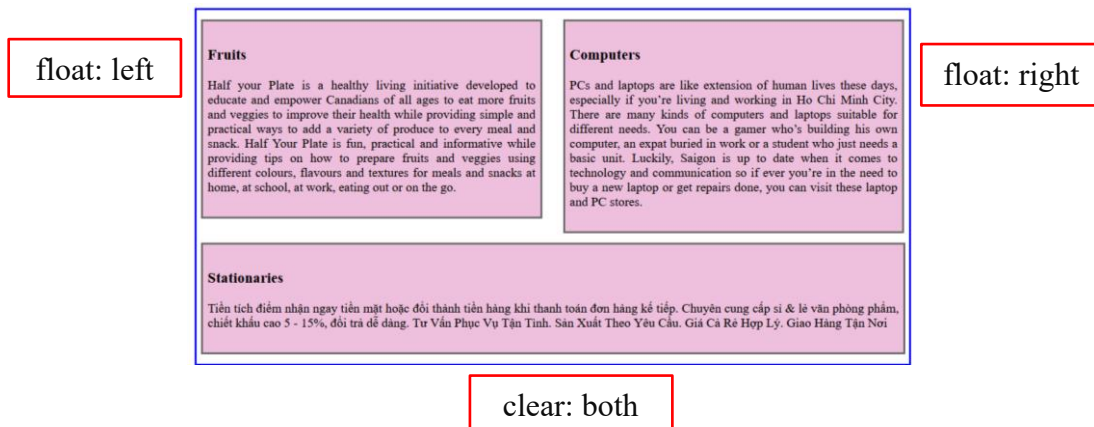 float: left
Fruits
Half your Plate is a healthy living initiative developed to
educate and empower Canadians of all ages to eat more fruits
and veggies to improve their health while providing simple and
practical ways to add a variety of produce to every meal and
snack. Half Your Plate is fun, practical and informative while
providing tips on how to prepare fruits and veggies using
different colours, flavours and textures for meals and snacks at
home, at school, at work, eating out or on the go.
Computers
PCs and laptops are like extension of human lives these days,
especially if you're living and working in Ho Chi Minh City.
There are many kinds of computers and laptops suitable for
different needs. You can be a gamer who's building his own
computer, an expat buried in work or a student who just needs a
basic unit. Luckily, Saigon is up to date when it comes to
technology and communication so if ever you're in the need to
buy a new laptop or get repairs done, you can visit these laptop
and PC stores.
float: right
Stationaries
Tiền tích điểm nhận ngay tiền mặt hoặc đổi thành tiền hàng khi thanh toán đơn hàng kế tiếp. Chuyên cung cấp sỉ & lẻ văn phòng phẩm,
chiết khấu cao 5 - 15%, đổi trả dễ dàng. Tư Vấn Phục Vụ Tận Tình. Sản Xuất Theo Yêu Cầu. Giá Cả Rẻ Hợp Lý. Giao Hàng Tận Nơi
clear: both